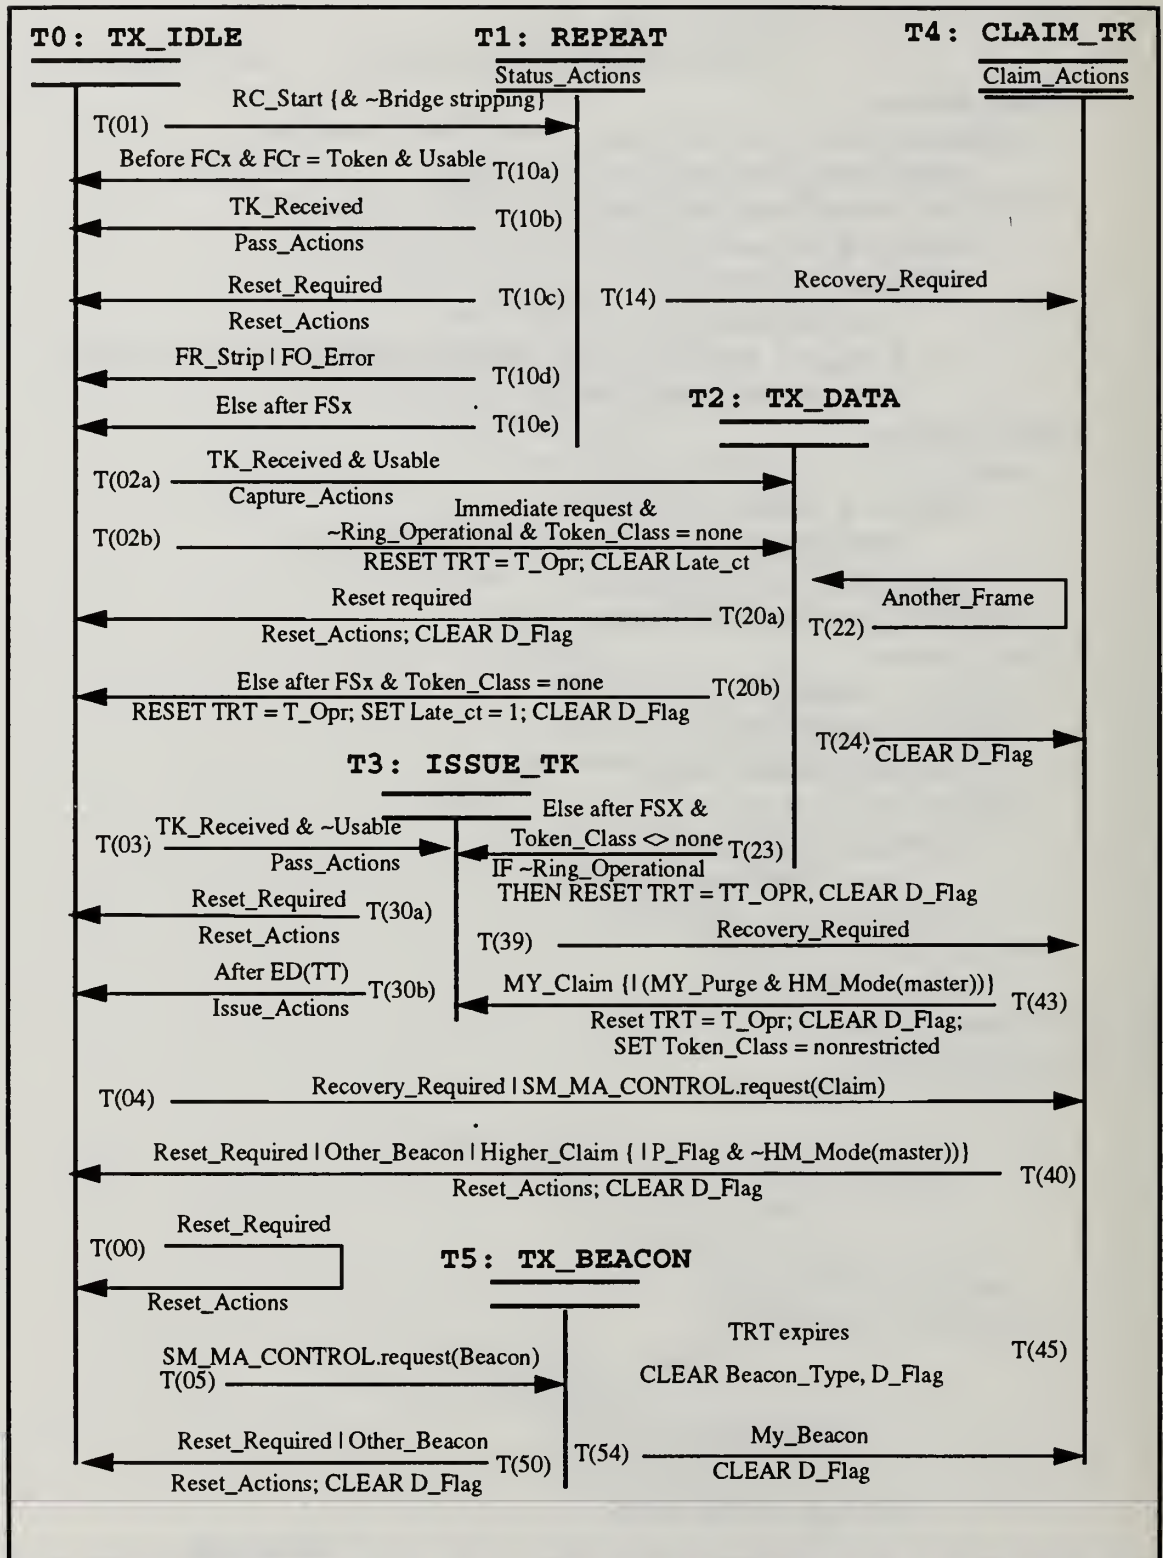 T0: TX_IDLE
T1: REPEAT
T4: CLAIM_TK
Status_Actions
Claim_Actions
RC_Start {& ~Bridge stripping}
T(01)
Before FCx & FCr = Token & Usable
T(10a)
TK_Received
T(10b)
Pass_Actions
Reset_Required
T(10c)
Reset_Actions
T(14)
Recovery_Required
FR_Strip | FO_Error
T(10d)
Else after FSx
T(10e)
T2: TX_DATA
T(02a)
TK_Received & Usable
Capture_Actions
T(02b)
Immediate request &
~Ring_Operational & Token_Class = none
RESET TRT = T_Opr; CLEAR Late_ct
Another_Frame
T(22)
Reset required
T(20a)
Reset_Actions; CLEAR D_Flag
Else after FSx & Token_Class = none
T(20b)
RESET TRT = T_Opr; SET Late_ct = 1; CLEAR D_Flag
T(24)
CLEAR D_Flag
T3: ISSUE_TK
T(03)
TK_Received & ~Usable
Pass_Actions
Else after FSX &
Token_Class <> none
T(23)
IF ~Ring_Operational
THEN RESET TRT = TT_OPR, CLEAR D_Flag
Reset_Required
T(30a)
Reset_Actions
T(39)
Recovery_Required
After ED(TT)
T(30b)
Issue_Actions
MY_Claim {| (MY_Purge & HM_Mode(master))}
T(43)
Reset TRT = T_Opr; CLEAR D_Flag;
SET Token_Class = nonrestricted
T(04)
Recovery_Required | SM_MA_CONTROL.request(Claim)
Reset_Required | Other_Beacon | Higher_Claim { | P_Flag & ~HM_Mode(master))}
T(40)
Reset_Actions; CLEAR D_Flag
Reset_Required
T(00)
Reset_Actions
T5: TX_BEACON
SM_MA_CONTROL.request(Beacon)
T(05)
TRT expires
T(45)
CLEAR Beacon_Type, D_Flag
Reset_Required | Other_Beacon
T(50)
Reset_Actions; CLEAR D_Flag
T(54)
My_Beacon
CLEAR D_Flag